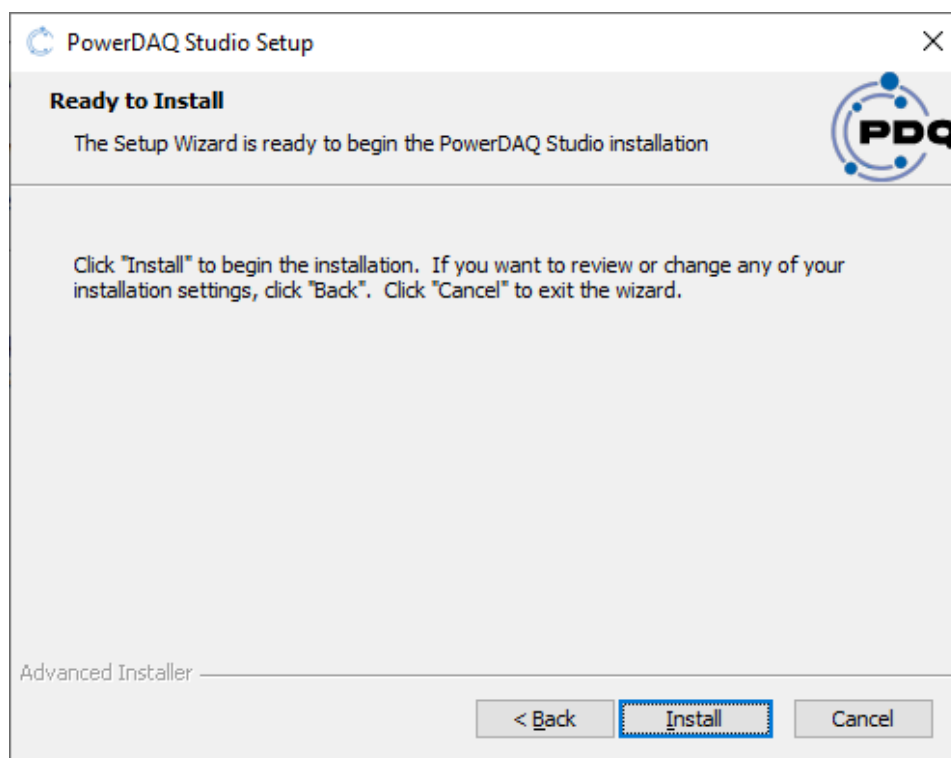 PowerDAQ Studio Setup
Ready to Install
The Setup Wizard is ready to begin the PowerDAQ Studio installation
PDQ
Click "Install" to begin the installation.  If you want to review or change any of your
installation settings, click "Back".  Click "Cancel" to exit the wizard.
Advanced Installer
< Back
Install
Cancel